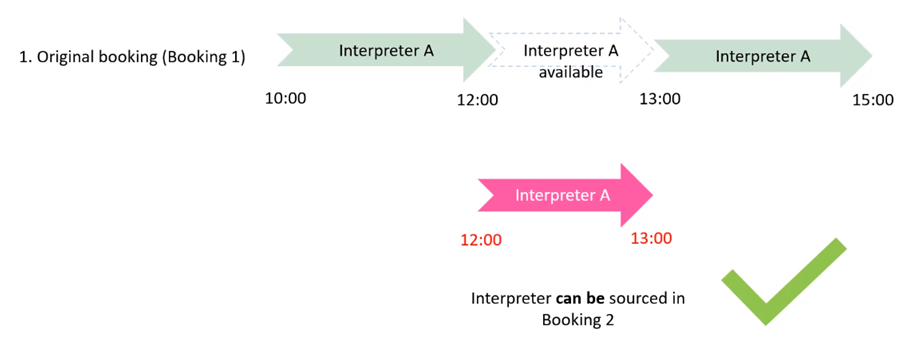 1. Original booking (Booking 1)
Interpreter A
Interpreter A
available
Interpreter A
10:00
12:00
13:00
15:00
Interpreter A
12:00
13:00
Interpreter can be sourced in
Booking 2